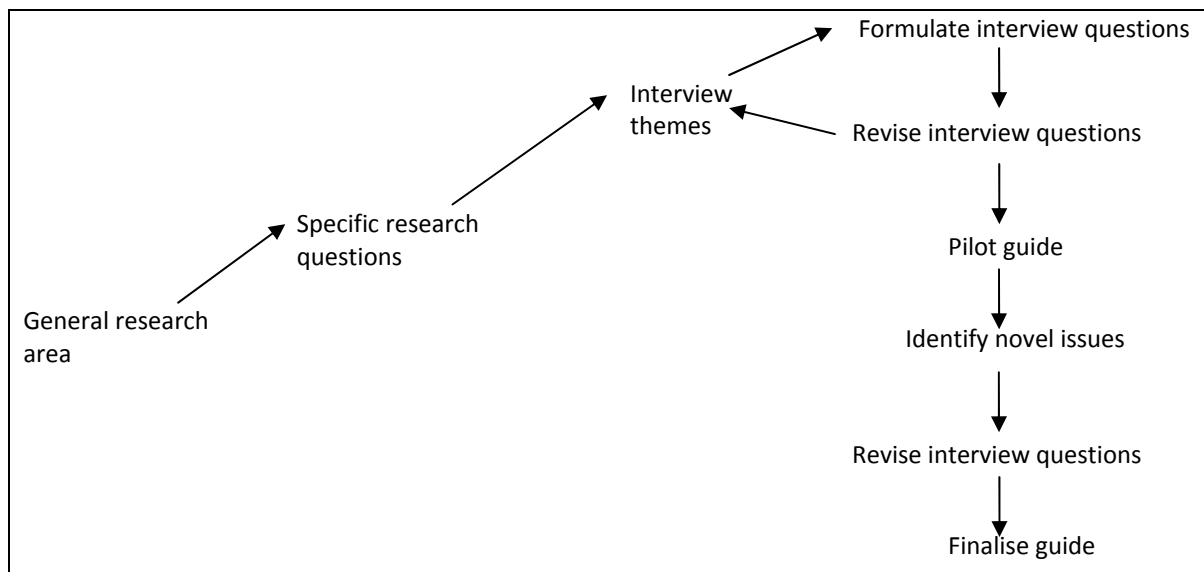 Formulate interview questions
Interview
themes
Revise interview questions
Specific research
questions
Pilot guide
General research
area
Identify novel issues
Revise interview questions
Finalise guide